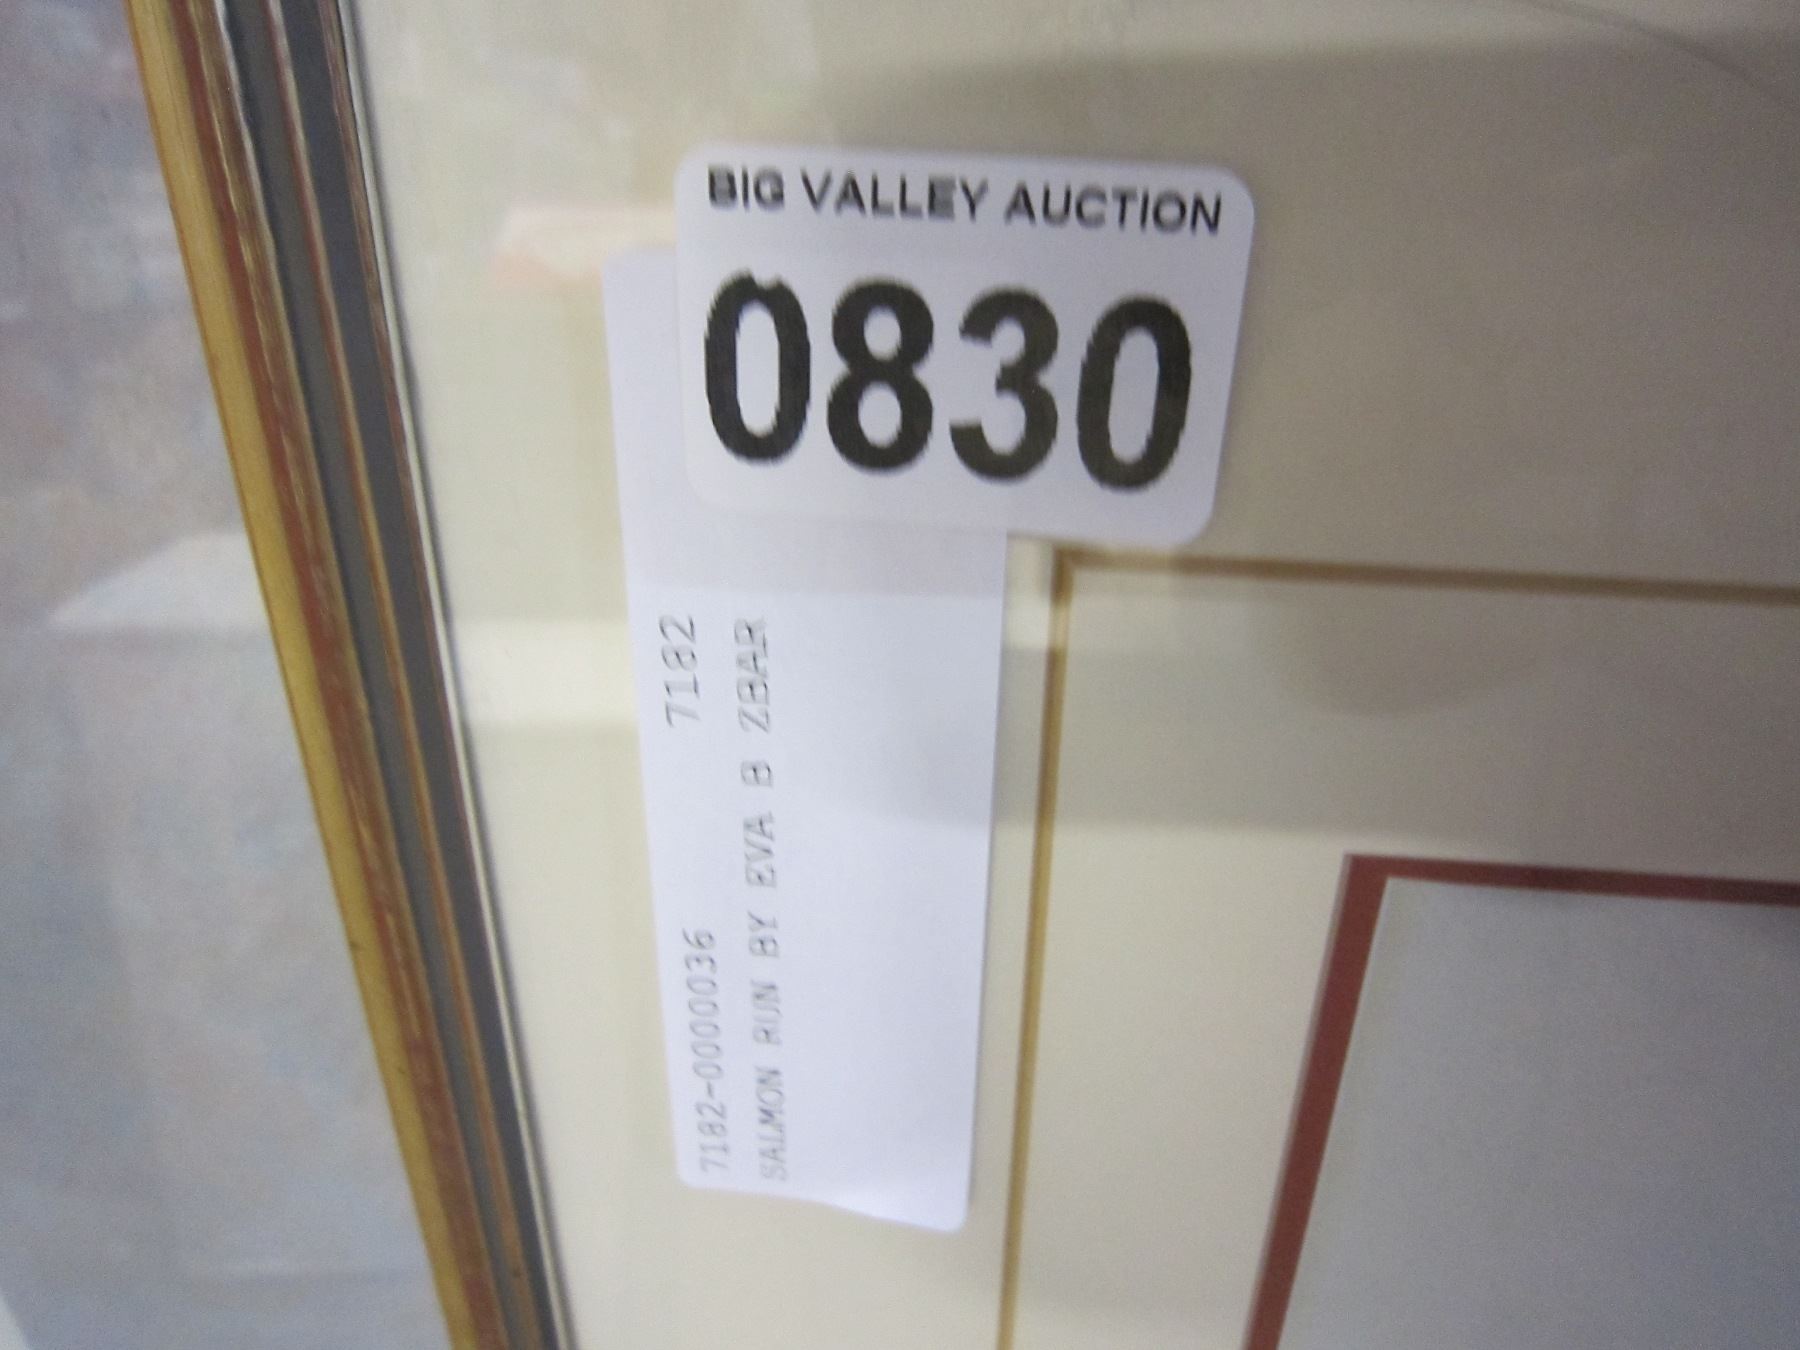 BIG VALLEY AUCTION
0830
7182-0000036 7182
SALMON RUN BY EVA B ZBAR